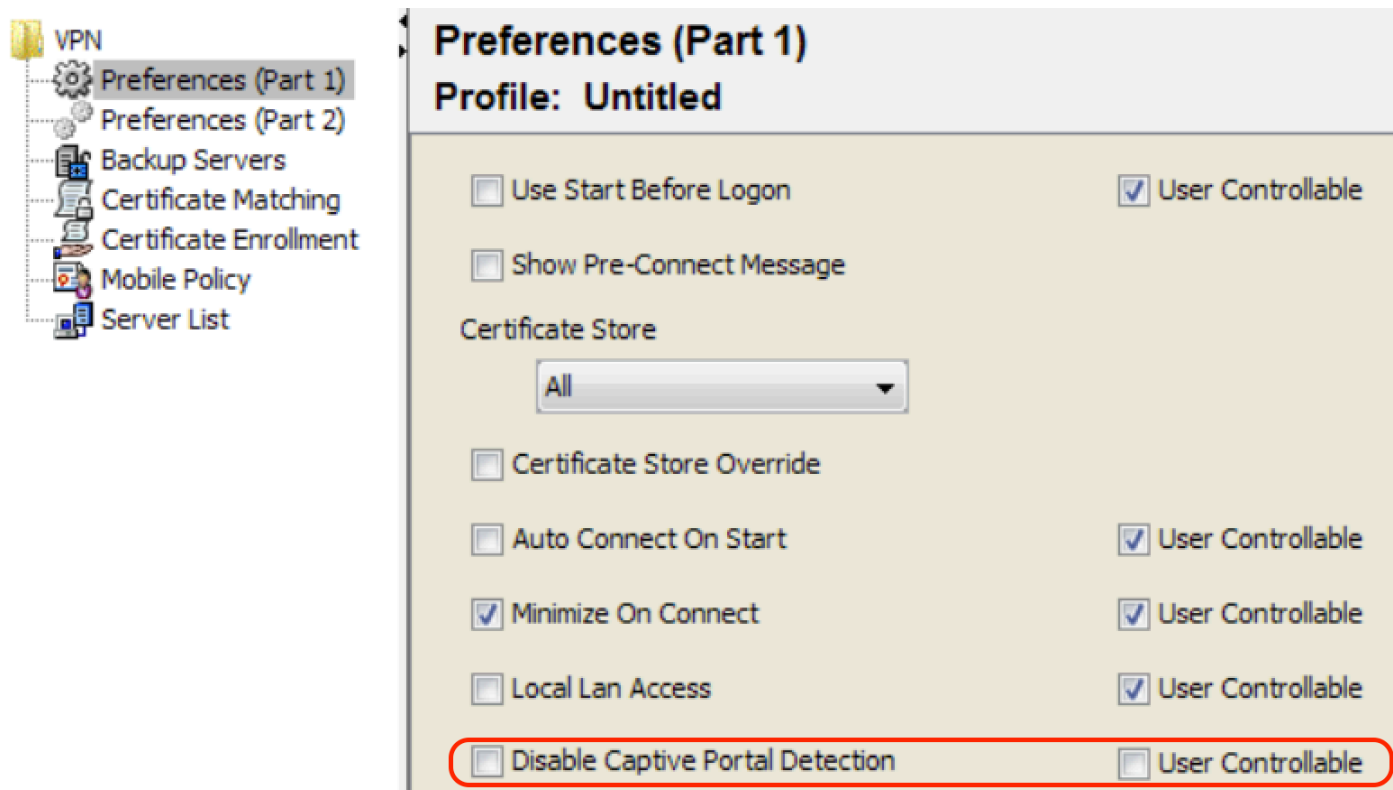 VPN
Preferences (Part 1)
Preferences (Part 2)
Backup Servers
Certificate Matching
Certificate Enrollment
Mobile Policy
Server List
Preferences (Part 1)
Profile: Untitled
Use Start Before Logon User Controllable
Show Pre-Connect Message
Certificate Store
All
Certificate Store Override
Auto Connect On Start User Controllable
Minimize On Connect User Controllable
Local Lan Access User Controllable
Disable Captive Portal Detection User Controllable